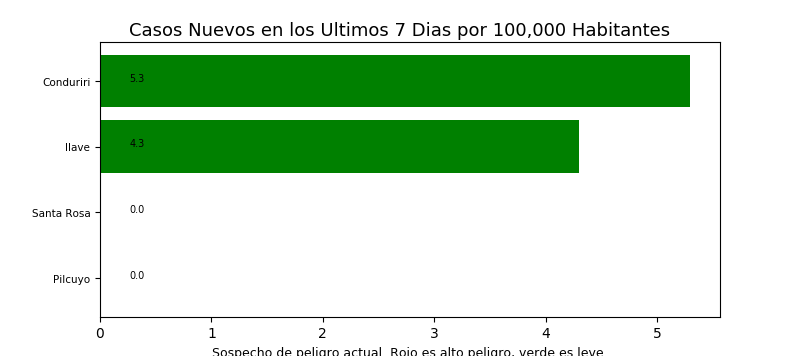 Casos Nuevos en los Ultimos 7 Dias por 100,000 Habitantes
Conduriri 5.3
Ilave 4.3
Santa Rosa 0.0
Pilcuyo 0.0
0 1 2 3 4 5
Sospecho de peligro actual. Rojo es alto peligro, verde es leve